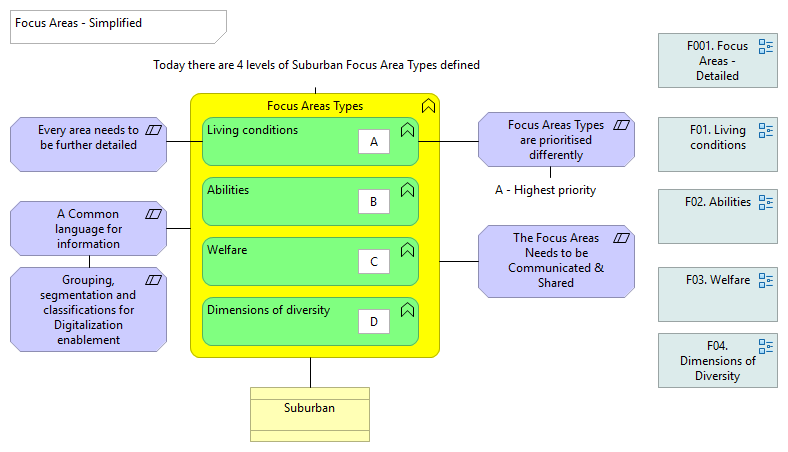 Focus Areas - Simplified
Today there are 4 levels of Suburban Focus Area Types defined
Focus Areas Types
Living conditions
A
Abilities
B
Welfare
C
Dimensions of diversity
D
Every area needs to
be further detailed
A Common
language for
information
Grouping,
segmentation and
classifications for
Digitalization
enablement
Focus Areas Types
are prioritised
differently
A - Highest priority
The Focus Areas
Needs to be
Communicated &
Shared
Suburban
F001. Focus
Areas -
Detailed
F01. Living
conditions
F02. Abilities
F03. Welfare
F04.
Dimensions of
Diversity